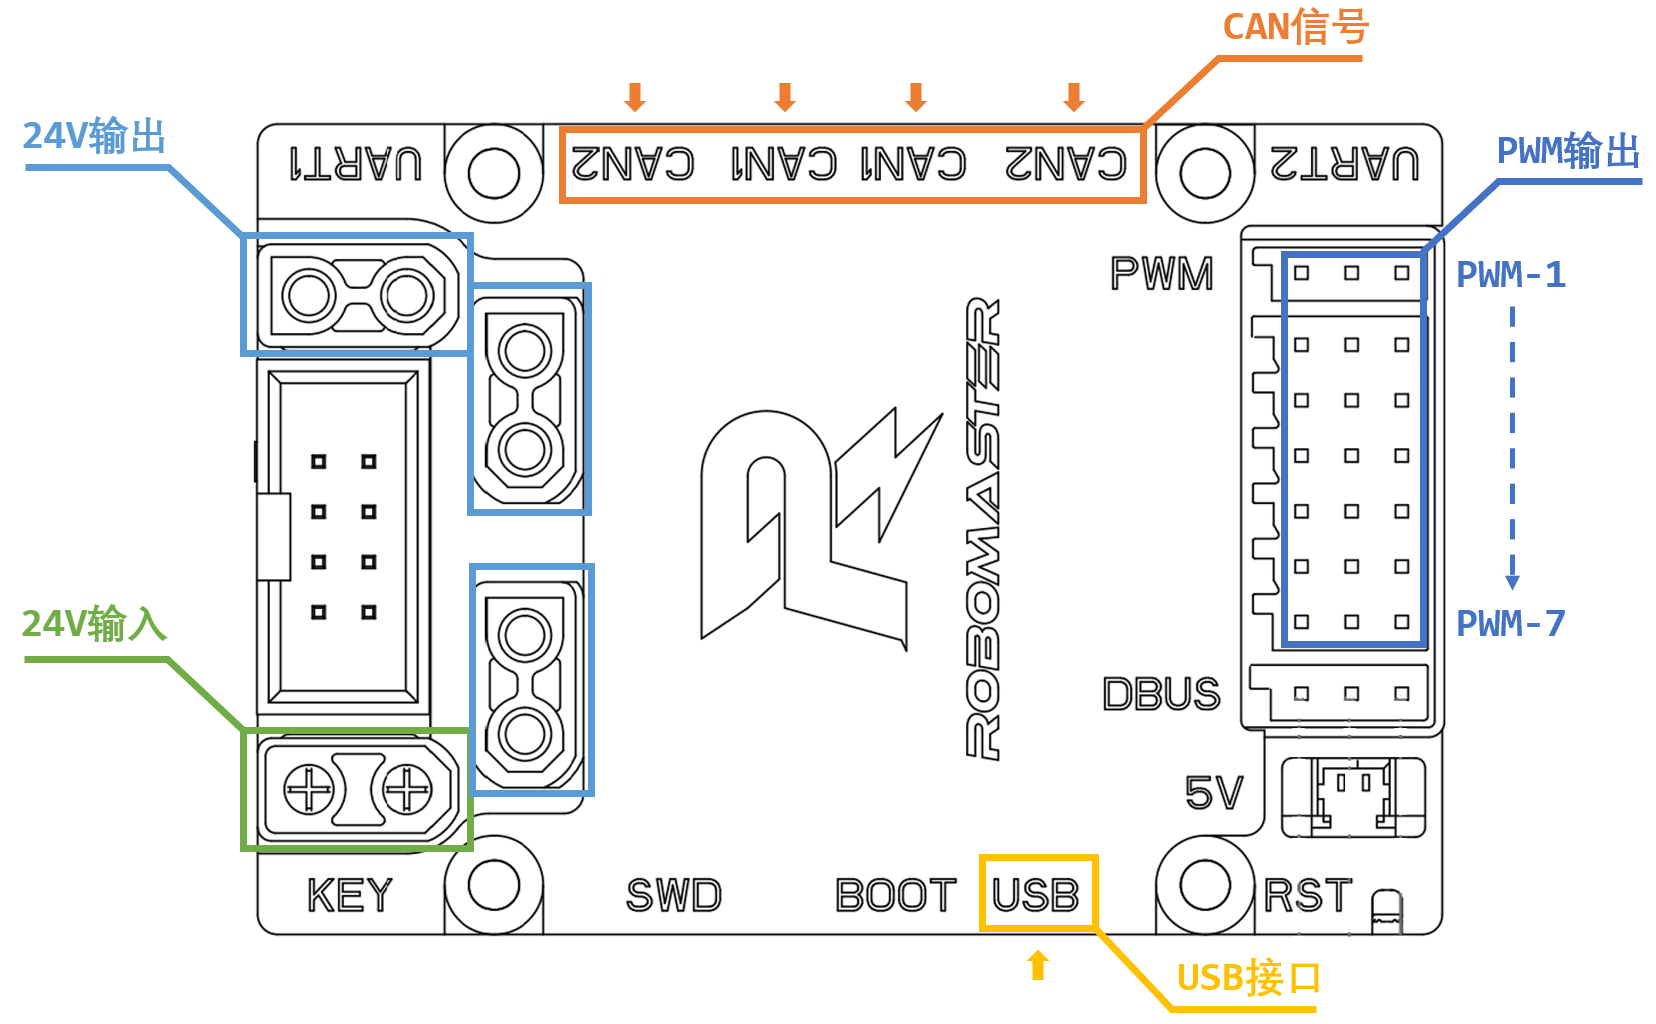 CAN信号
24V输出
PWM输出
UART1
CAN2
CAN1
CAN1
CAN2
UART2
PWM
PWM-1
ROBOMASTER
24V输入
PWM-7
DBUS
5V
KEY
SWD
BOOT
USB
RST
USB接口